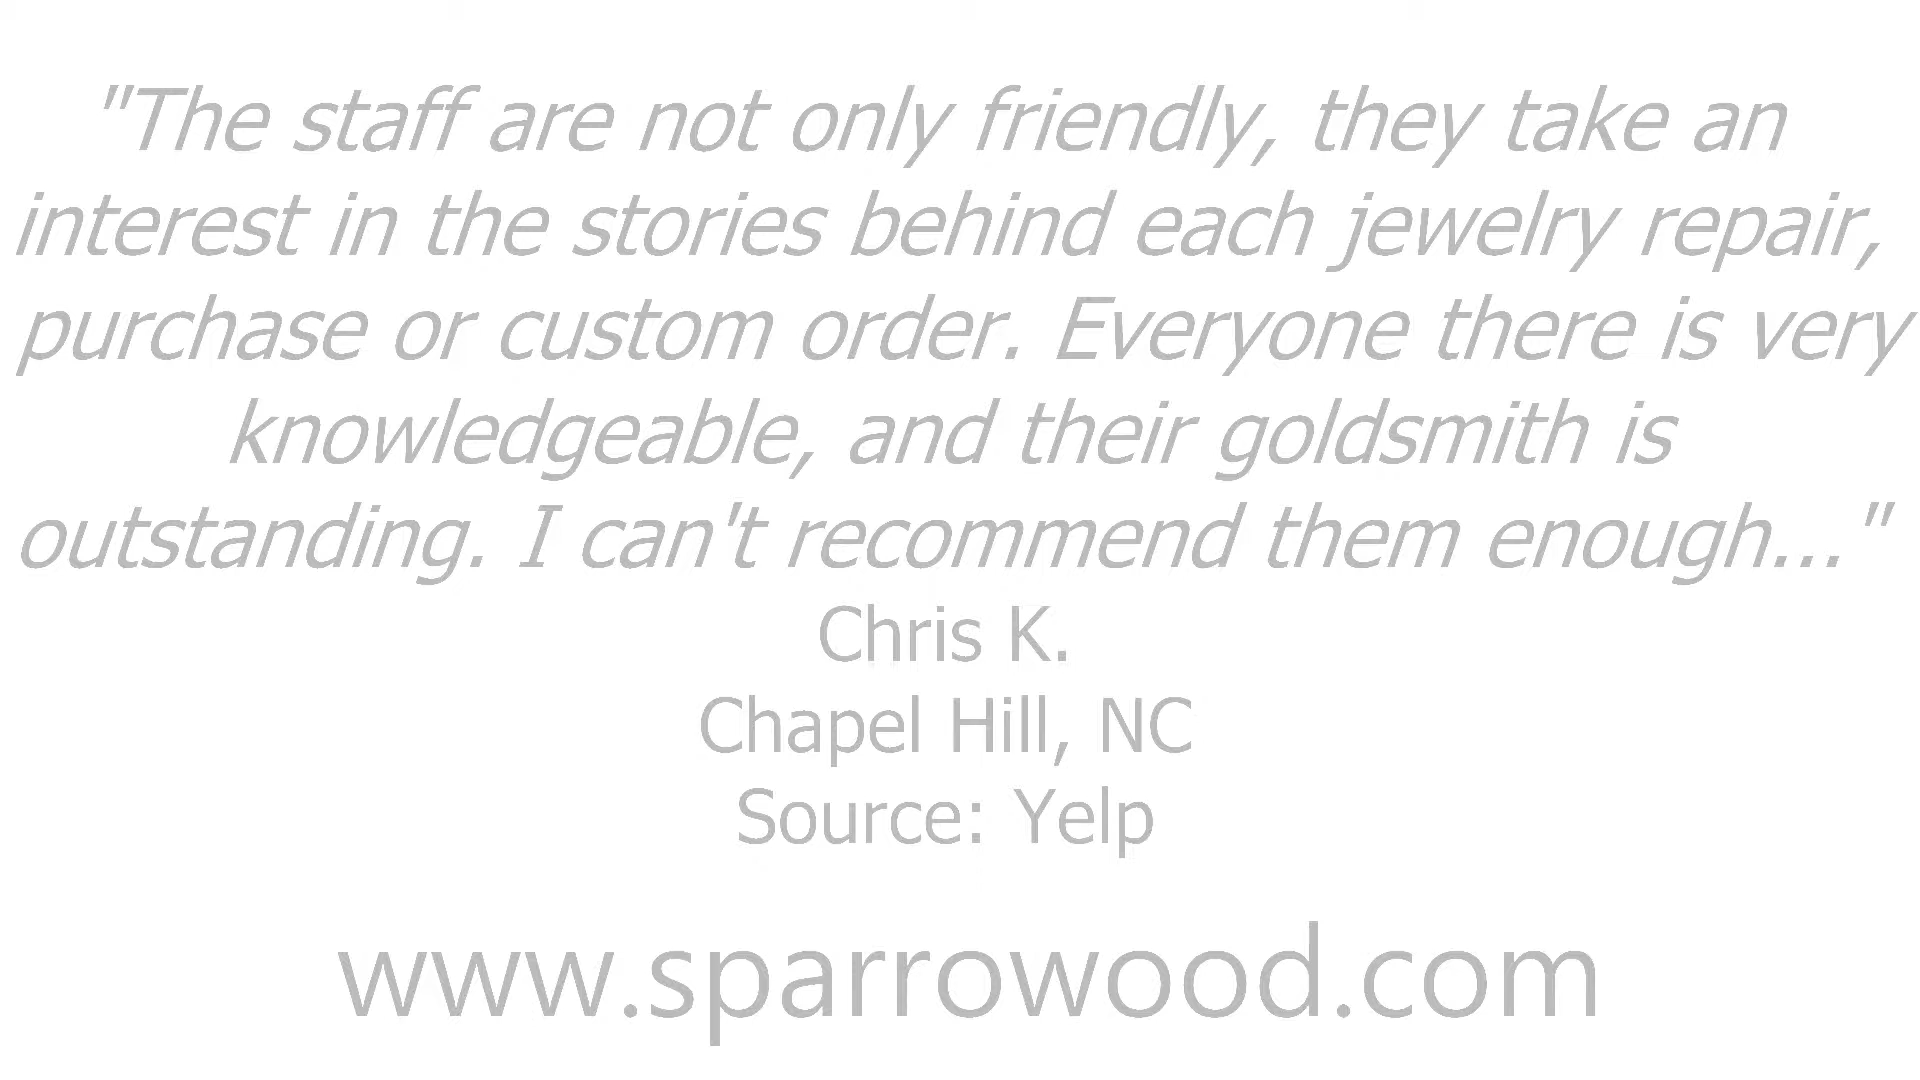 "The staff are not only friendly, they take an
interest in the stories behind each jewelry repair,
purchase or custom order. Everyone there is very
knowledgeable, and their goldsmith is
outstanding. I can't recommend them enough..."
Chris K.
Chapel Hill, NC
Source: Yelp
www.sparrowood.com